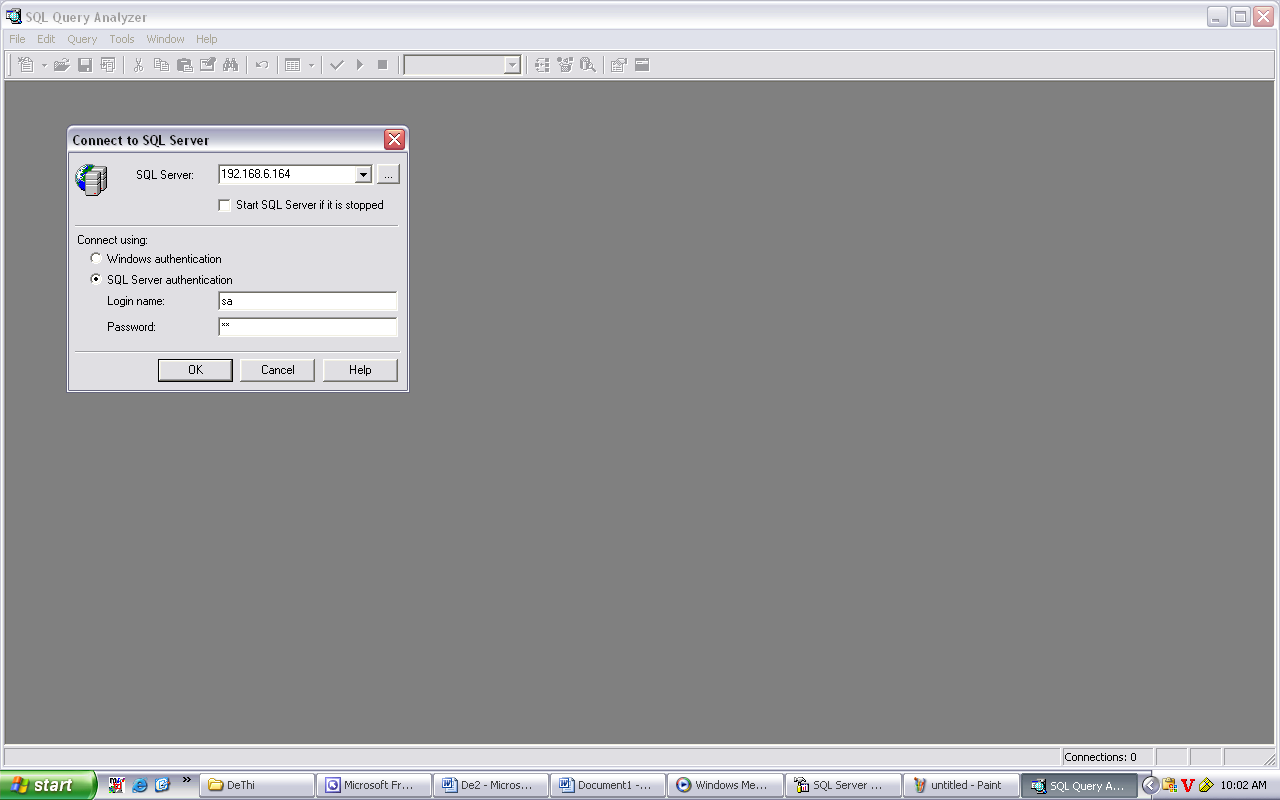 SQL Query Analyzer
File Edit Query Tools Window Help
Connect to SQL Server
SQL Server: 192.168.6.164 ...
Start SQL Server if it is stopped
Connect using:
Windows authentication
SQL Server authentication
Login name: sa
Password: **
OK Cancel Help
Connections: 0
start » DeThi Microsoft Fr... De2 - Micros... Document1 -... Windows Me... SQL Server ... untitled - Paint SQL Query A... 10:02 AM